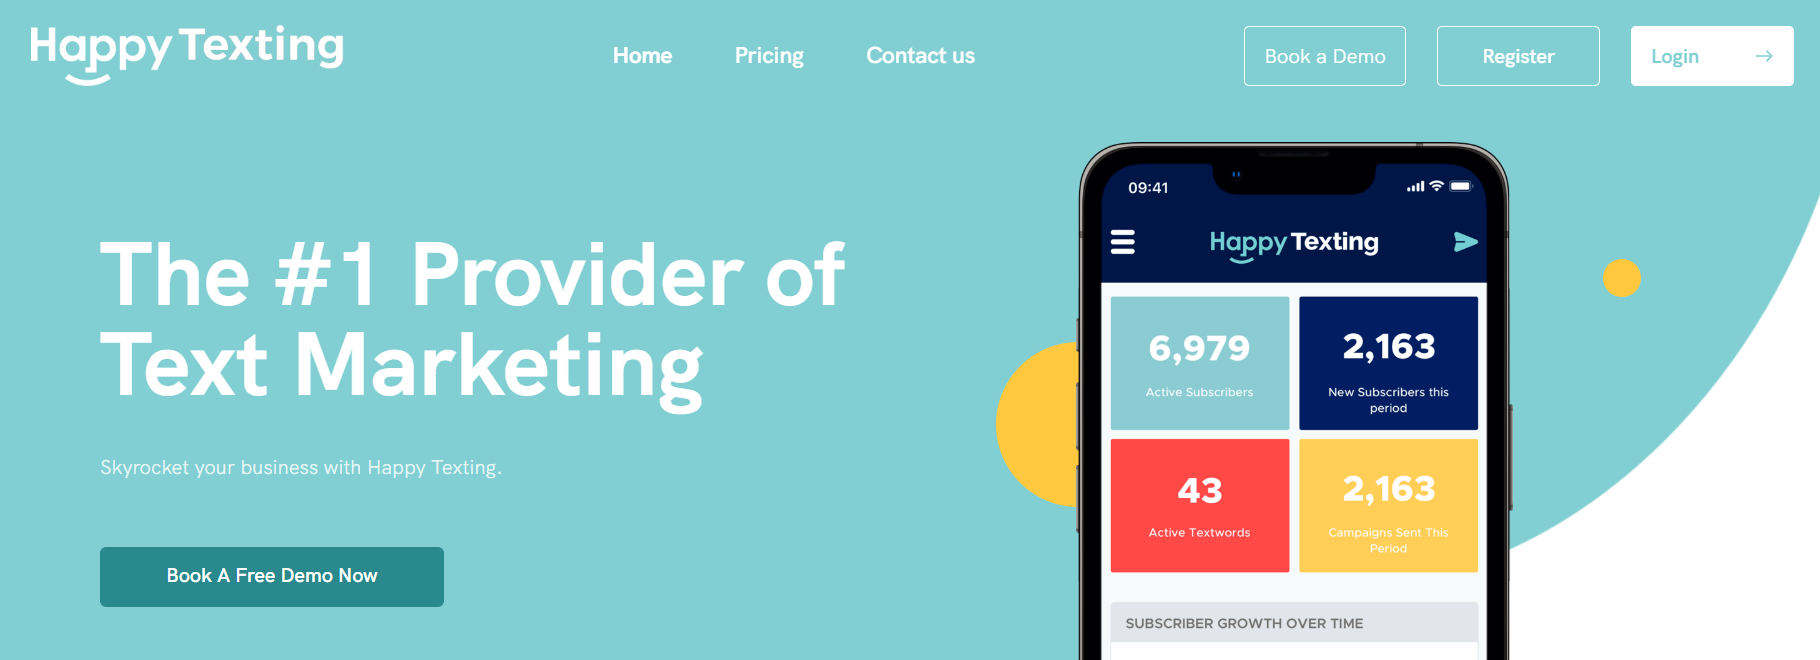 Happy Texting
Home
Pricing
Contact us
Book a Demo
Register
Login
The #1 Provider of
Text Marketing
Skyrocket your business with Happy Texting.
Book A Free Demo Now
09:41
Happy Texting
6,979
Active Subscribers
2,163
New Subscribers this
period
43
Active Textwords
2,163
Campaigns Sent This
Period
SUBSCRIBER GROWTH OVER TIME